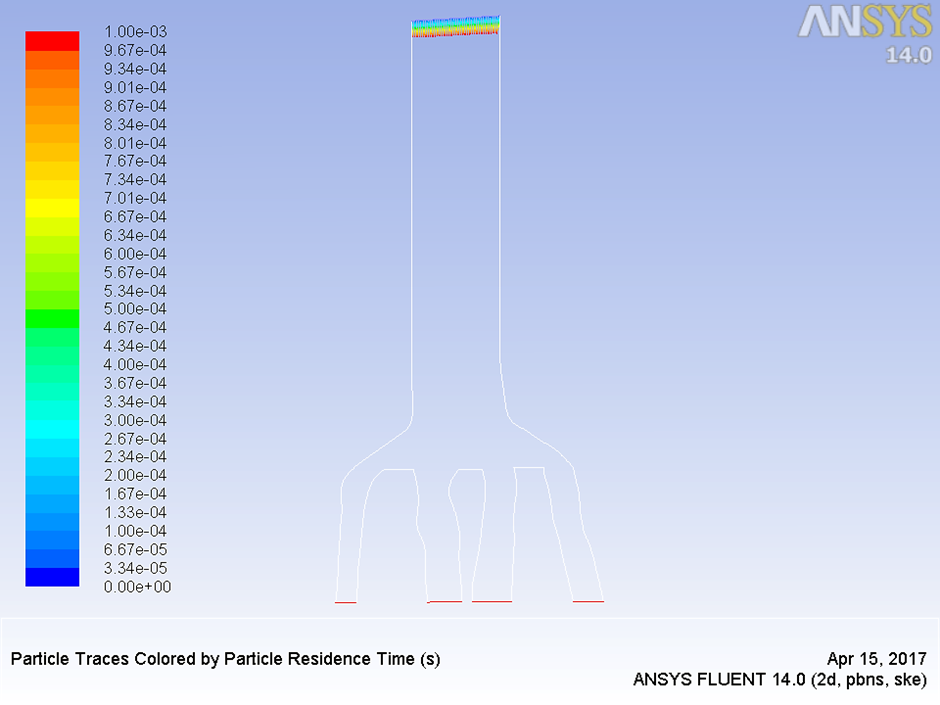 ANSYS
14.0
1.00e-03
9.67e-04
9.34e-04
9.01e-04
8.67e-04
8.34e-04
8.01e-04
7.67e-04
7.34e-04
7.01e-04
6.67e-04
6.34e-04
6.00e-04
5.67e-04
5.34e-04
5.00e-04
4.67e-04
4.34e-04
4.00e-04
3.67e-04
3.34e-04
3.00e-04
2.67e-04
2.34e-04
2.00e-04
1.67e-04
1.33e-04
1.00e-04
6.67e-05
3.34e-05
0.00e+00
Particle Traces Colored by Particle Residence Time (s)
Apr 15, 2017
ANSYS FLUENT 14.0 (2d, pbns, ske)